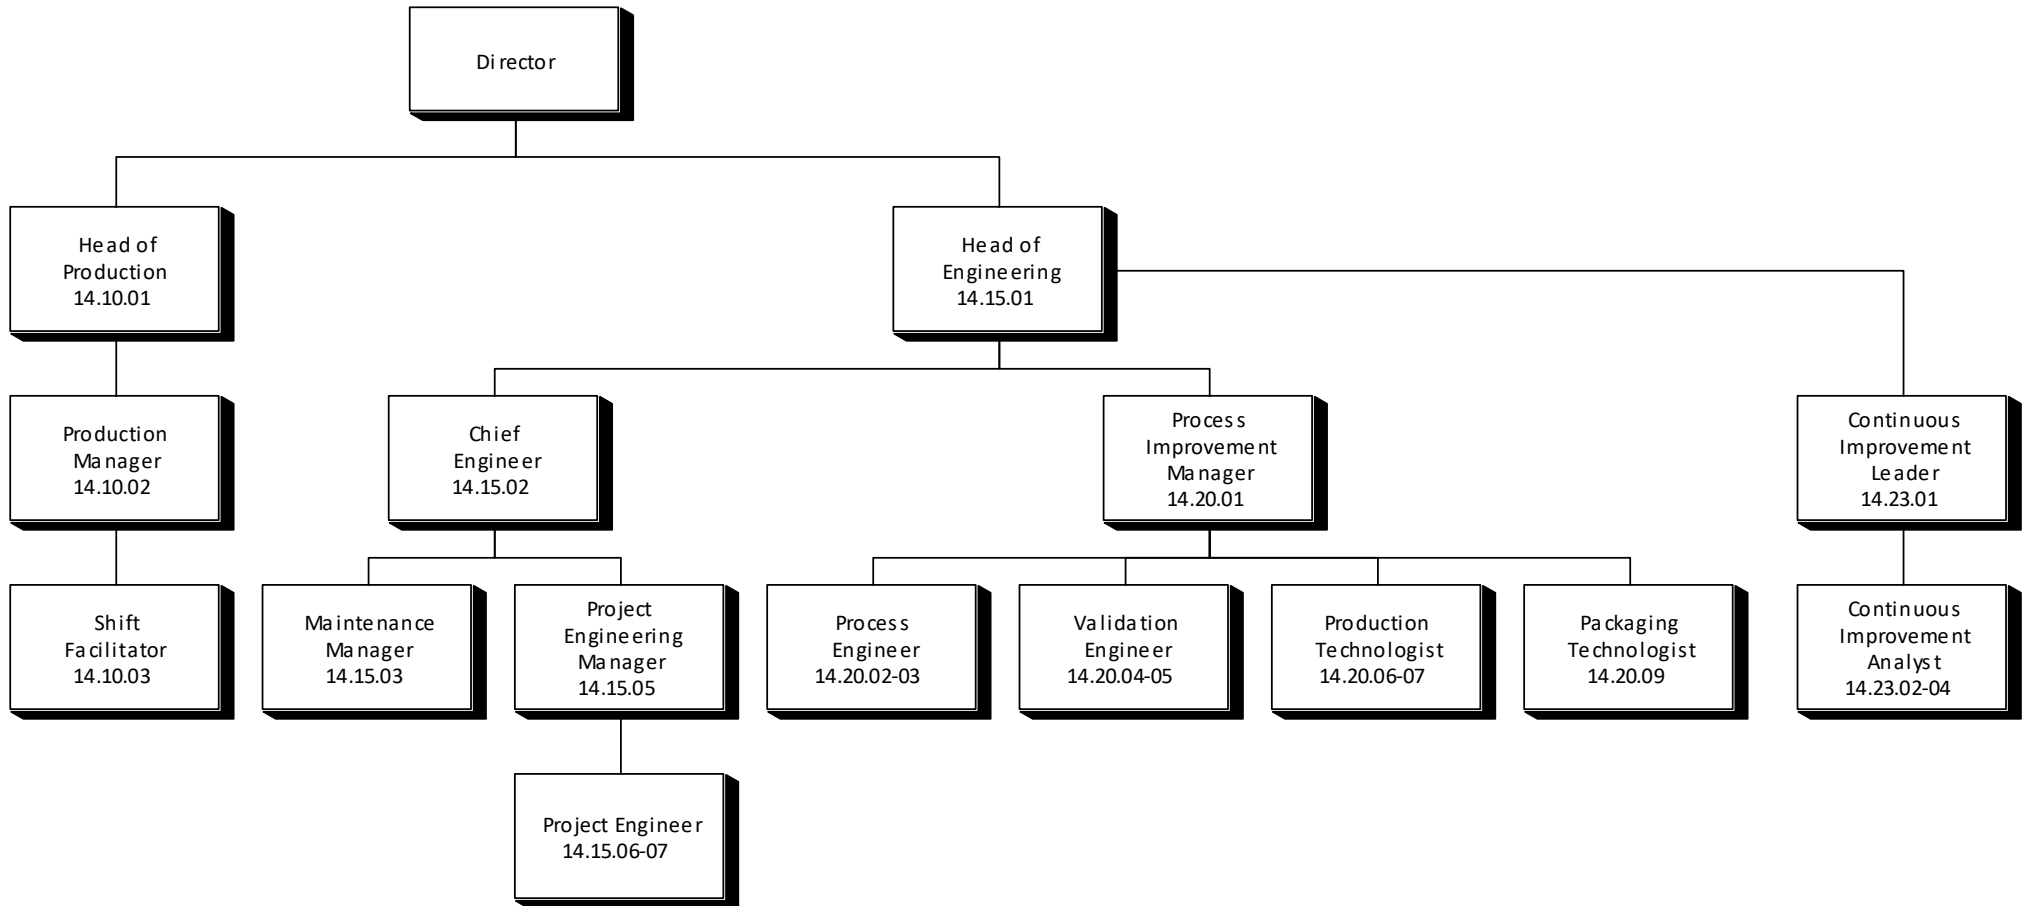 Director
Head of
Production
14.10.01
Head of
Engineering
14.15.01
Production
Manager
14.10.02
Chief
Engineer
14.15.02
Process
Improvement
Manager
14.20.01
Continuous
Improvement
Leader
14.23.01
Shift
Facilitator
14.10.03
Maintenance
Manager
14.15.03
Project
Engineering
Manager
14.15.05
Process
Engineer
14.20.02-03
Validation
Engineer
14.20.04-05
Production
Technologist
14.20.06-07
Packaging
Technologist
14.20.09
Continuous
Improvement
Analyst
14.23.02-04
Project Engineer
14.15.06-07